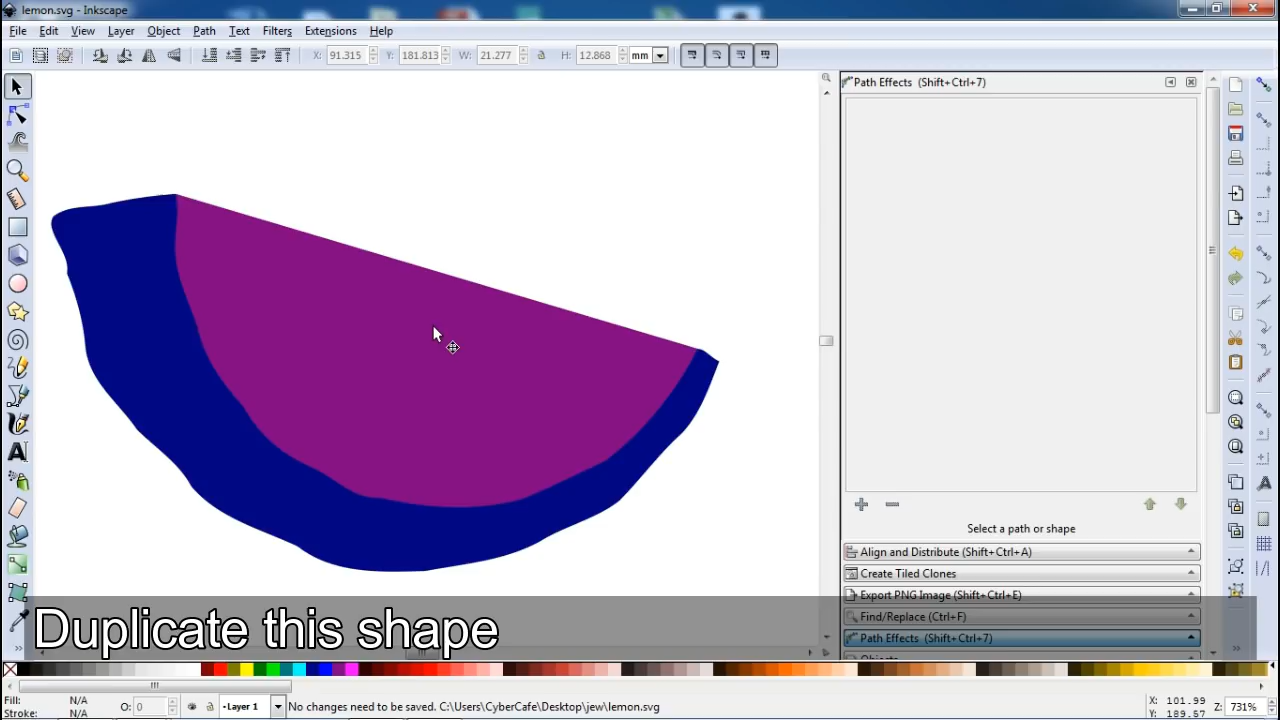 lemon.svg - Inkscape
File Edit View Layer Object Path Text Filters Extensions Help
X: 91.315 Y: 181.813 W: 21.277 H: 12.868 mm
Path Effects (Shift+Ctrl+7)
Select a path or shape
Align and Distribute (Shift+Ctrl+A)
Create Tiled Clones
Export PNG Image (Shift+Ctrl+E)
Find/Replace (Ctrl+F)
Path Effects (Shift+Ctrl+7)
Duplicate this shape
Fill: N/A
Stroke: N/A
O: 0
Layer 1
No changes need to be saved. C:\Users\CyberCafe\Desktop\jew\lemon.svg
X: 101.99
Y: 189.57
Z: 731%